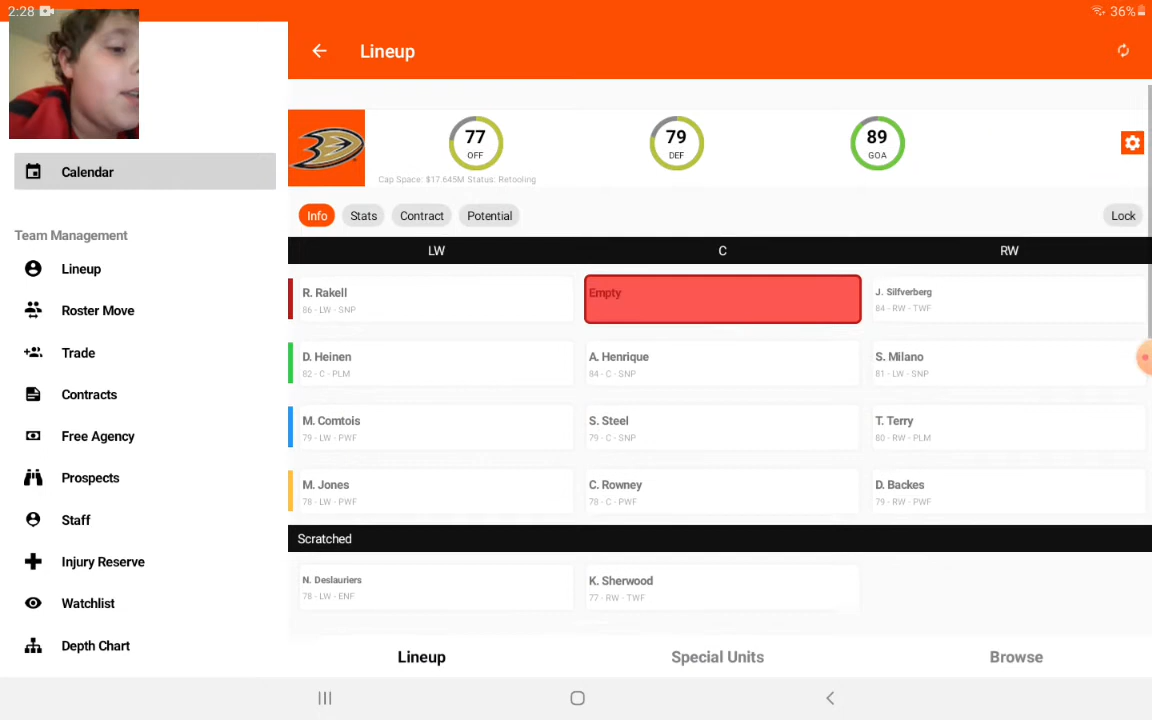 2:28
36%
Lineup
77
OFF
79
DEF
89
GOA
Cap Space: $17.645M Status: Retooling
Calendar
Team Management
Lineup
Roster Move
Trade
Contracts
Free Agency
Prospects
Staff
Injury Reserve
Watchlist
Depth Chart
Info Stats Contract Potential Lock
LW C RW
R. Rakell
86 - LW - SNP
Empty
J. Silfverberg
84 - RW - TWF
D. Heinen
82 - C - PLM
A. Henrique
84 - C - SNP
S. Milano
81 - LW - SNP
M. Comtois
79 - LW - PWF
S. Steel
79 - C - SNP
T. Terry
80 - RW - PLM
M. Jones
78 - LW - PWF
C. Rowney
78 - C - PWF
D. Backes
79 - RW - PWF
Scratched
N. Deslauriers
78 - LW - ENF
K. Sherwood
77 - RW - TWF
Lineup Special Units Browse